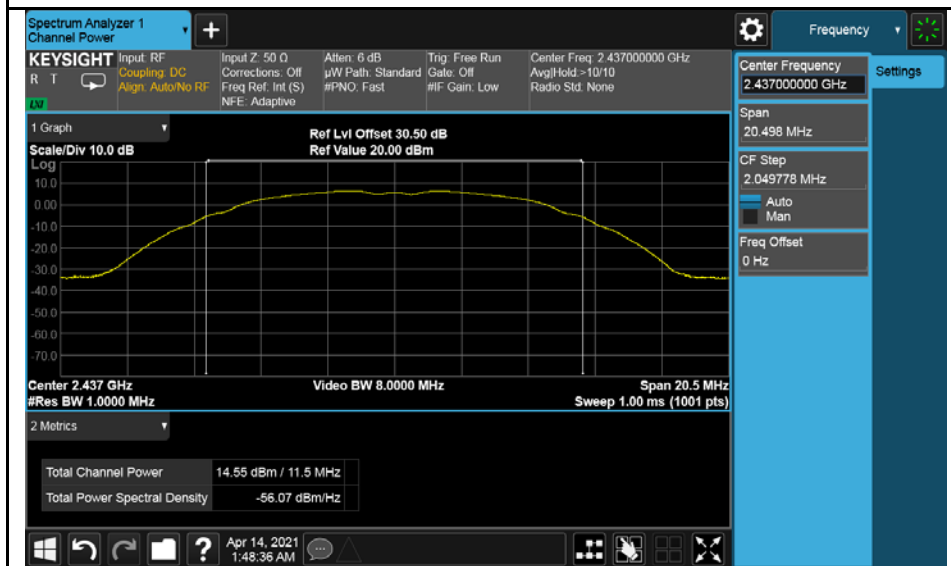 Spectrum Analyzer 1
Channel Power
+
Frequency
KEYSIGHT
R T
LXI
Input: RF
Coupling: DC
Align: Auto/No RF
Input Z: 50 Ω
Corrections: Off
Freq Ref: Int (S)
NFE: Adaptive
Atten: 6 dB
µW Path: Standard
#PNO: Fast
Trig: Free Run
Gate: Off
#IF Gain: Low
Center Freq: 2.437000000 GHz
Avg|Hold:>10/10
Radio Std: None
Center Frequency
2.437000000 GHz
Settings
Span
20.498 MHz
CF Step
2.049778 MHz
Auto
Man
Freq Offset
0 Hz
1 Graph
Scale/Div 10.0 dB
Ref Lvl Offset 30.50 dB
Ref Value 20.00 dBm
Log
10.0
0.00
-10.0
-20.0
-30.0
-40.0
-50.0
-60.0
-70.0
Center 2.437 GHz
#Res BW 1.0000 MHz
Video BW 8.0000 MHz
Span 20.5 MHz
Sweep 1.00 ms (1001 pts)
2 Metrics
Total Channel Power 14.55 dBm / 11.5 MHz
Total Power Spectral Density -56.07 dBm/Hz
?
Apr 14, 2021
1:48:36 AM